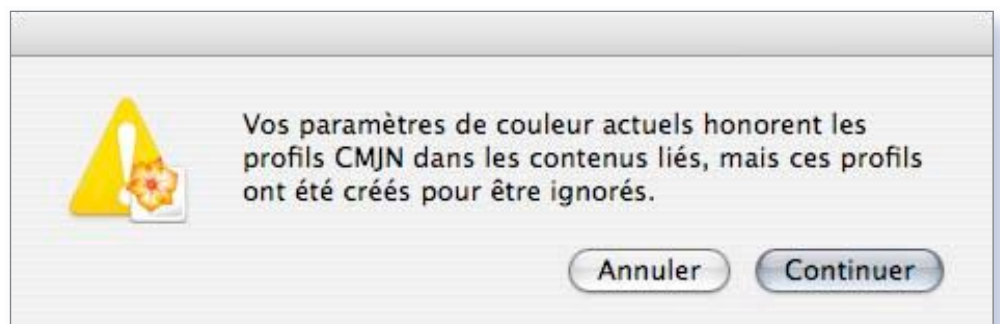 Vos paramètres de couleur actuels honorent les
profils CMJN dans les contenus liés, mais ces profils
ont été créés pour être ignorés.
Annuler
Continuer